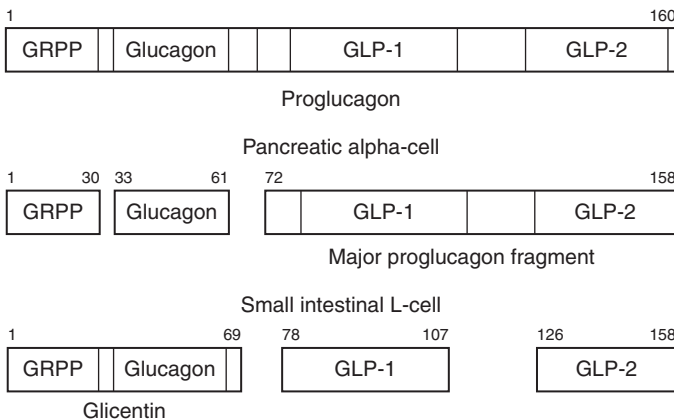 1 160
GRPP Glucagon GLP-1 GLP-2
Proglucagon
Pancreatic alpha-cell
1 30 33 61 72 158
GRPP Glucagon GLP-1 GLP-2
Major proglucagon fragment
Small intestinal L-cell
1 69 78 107 126 158
GRPP Glucagon GLP-1 GLP-2
Glicentin